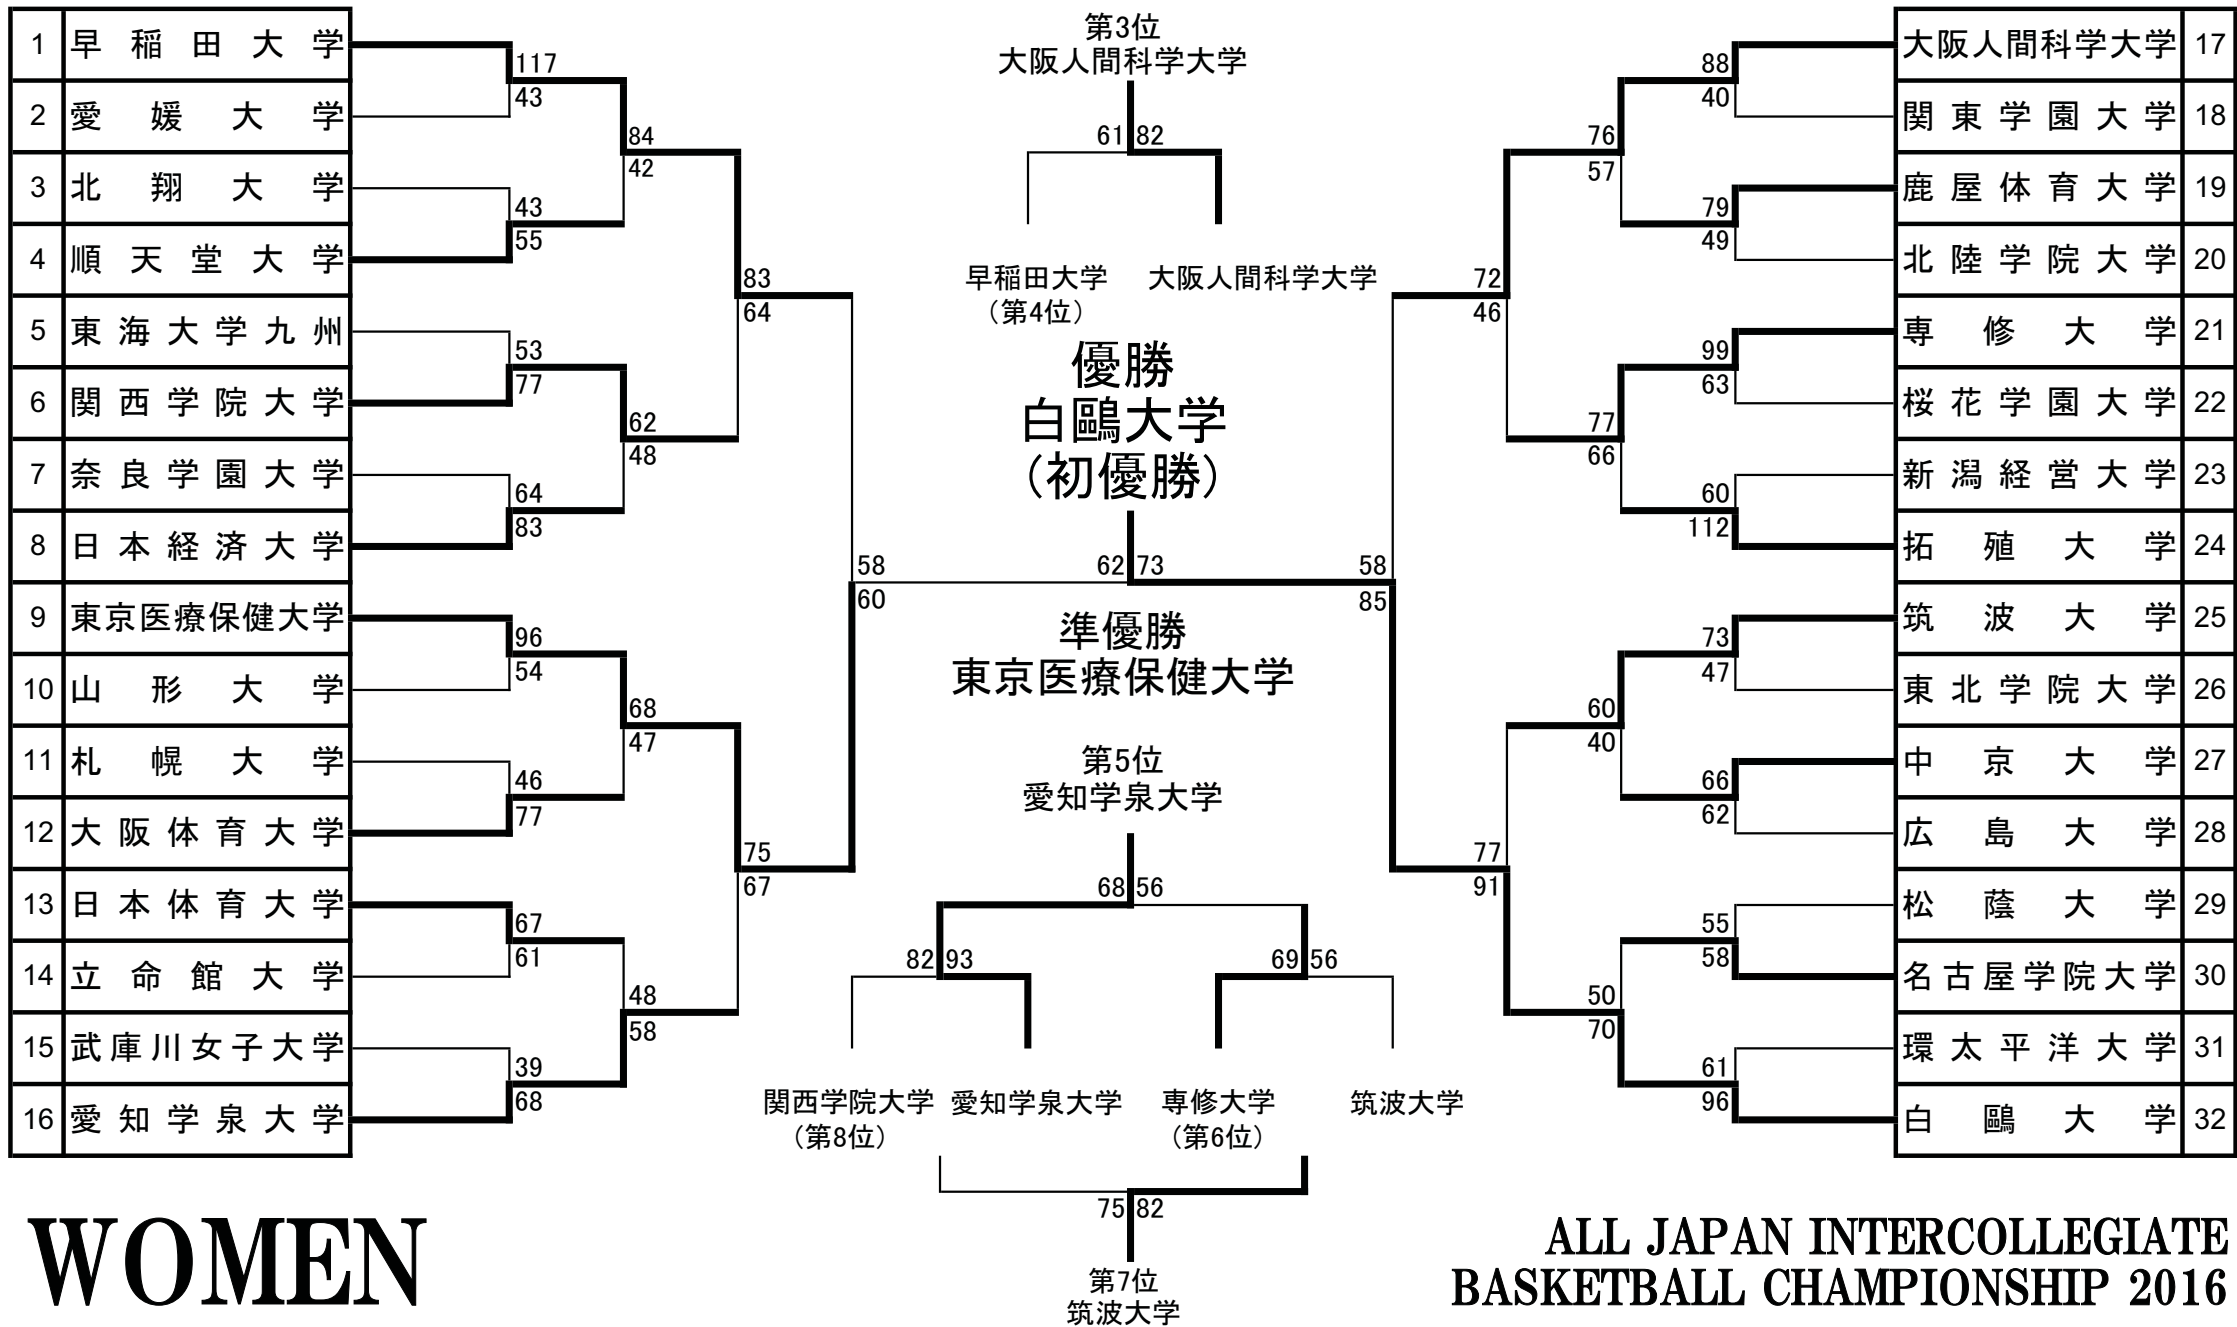 1 早稲田大学
2 愛媛大学
3 北翔大学
4 順天堂大学
5 東海大学九州
6 関西学院大学
7 奈良学園大学
8 日本経済大学
9 東京医療保健大学
10 山形大学
11 札幌大学
12 大阪体育大学
13 日本体育大学
14 立命館大学
15 武庫川女子大学
16 愛知学泉大学
117
43
43
55
53
77
64
83
96
54
46
77
67
61
39
68
84
42
62
48
68
47
48
58
83
64
75
67
58
60
第3位
大阪人間科学大学
61 82
早稲田大学 大阪人間科学大学
(第4位)
優勝
白鷗大学
(初優勝)
62 73
準優勝
東京医療保健大学
第5位
愛知学泉大学
68 56
82 93 69 56
関西学院大学 愛知学泉大学 専修大学 筑波大学
(第8位) (第6位)
75 82
第7位
筑波大学
58
85
72
46
77
91
76
57
77
66
60
40
50
70
88
40
79
49
99
63
60
112
73
47
66
62
55
58
61
96
大阪人間科学大学 17
関東学園大学 18
鹿屋体育大学 19
北陸学院大学 20
専修大学 21
桜花学園大学 22
新潟経営大学 23
拓殖大学 24
筑波大学 25
東北学院大学 26
中京大学 27
広島大学 28
松蔭大学 29
名古屋学院大学 30
環太平洋大学 31
白鷗大学 32
WOMEN
ALL JAPAN INTERCOLLEGIATE
BASKETBALL CHAMPIONSHIP 2016